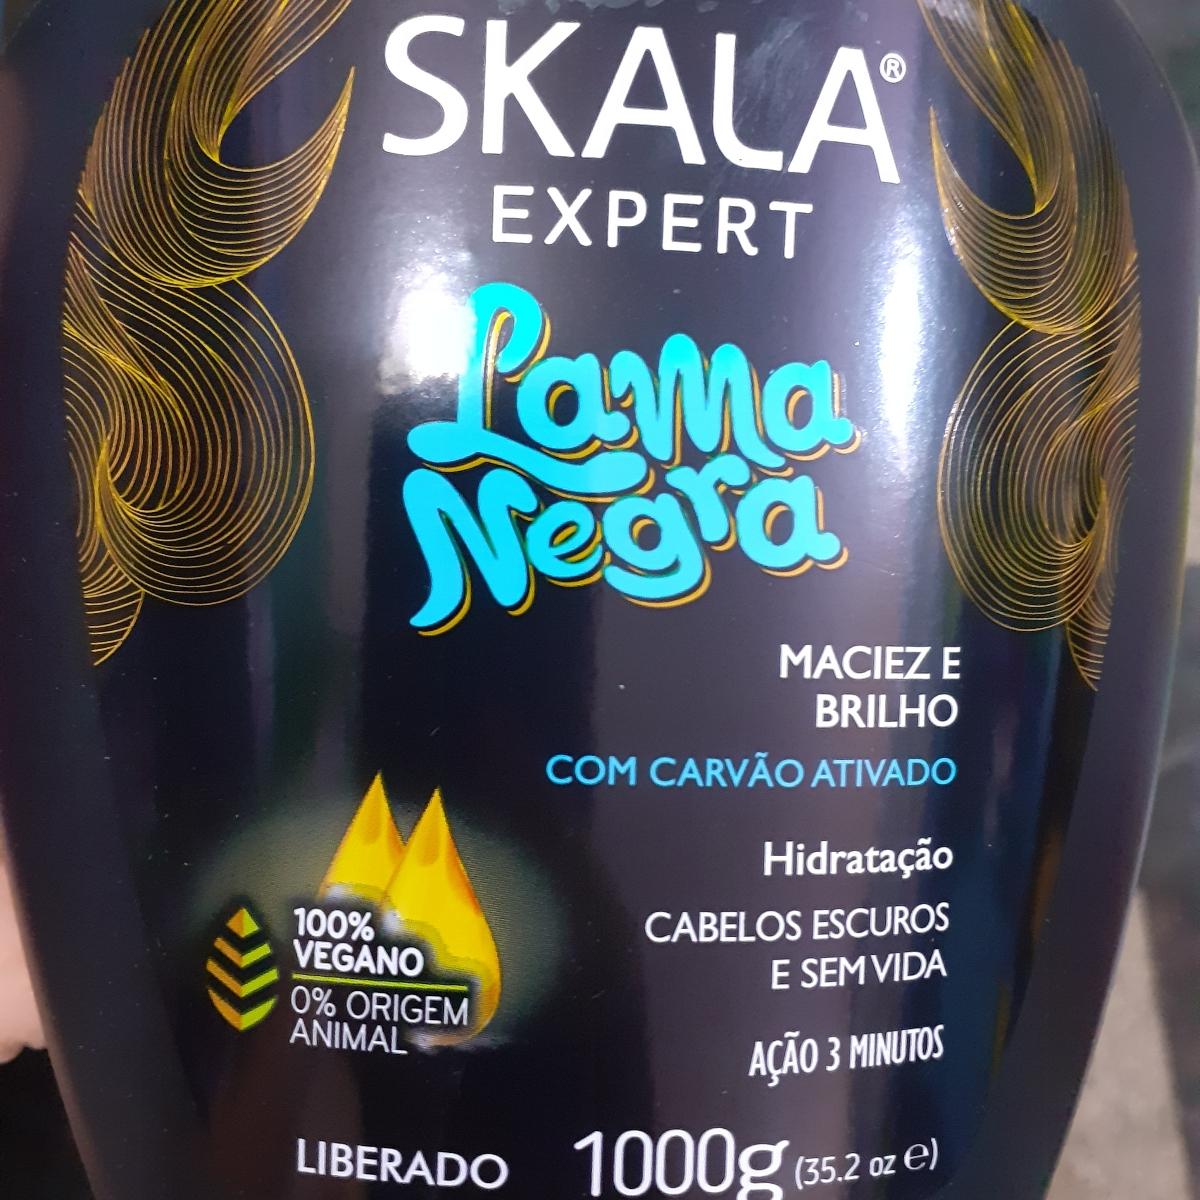 SKALA®
EXPERT
Lama
Negra
MACIEZ E
BRILHO
COM CARVÃO ATIVADO
Hidratação
CABELOS ESCUROS
E SEM VIDA
AÇÃO 3 MINUTOS
100%
VEGANO
0% ORIGEM
ANIMAL
LIBERADO 1000g (35.2 oz ℮)